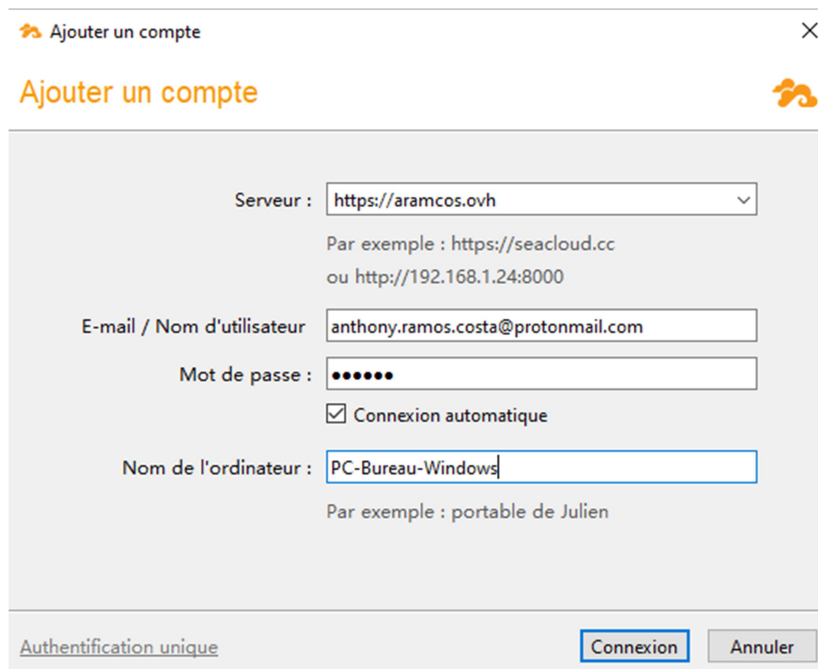 Ajouter un compte
Ajouter un compte
Serveur : https://aramcos.ovh
Par exemple : https://seacloud.cc
ou http://192.168.1.24:8000
E-mail / Nom d'utilisateur anthony.ramos.costa@protonmail.com
Mot de passe : ••••••
Connexion automatique
Nom de l'ordinateur : PC-Bureau-Windows
Par exemple : portable de Julien
Authentification unique Connexion Annuler